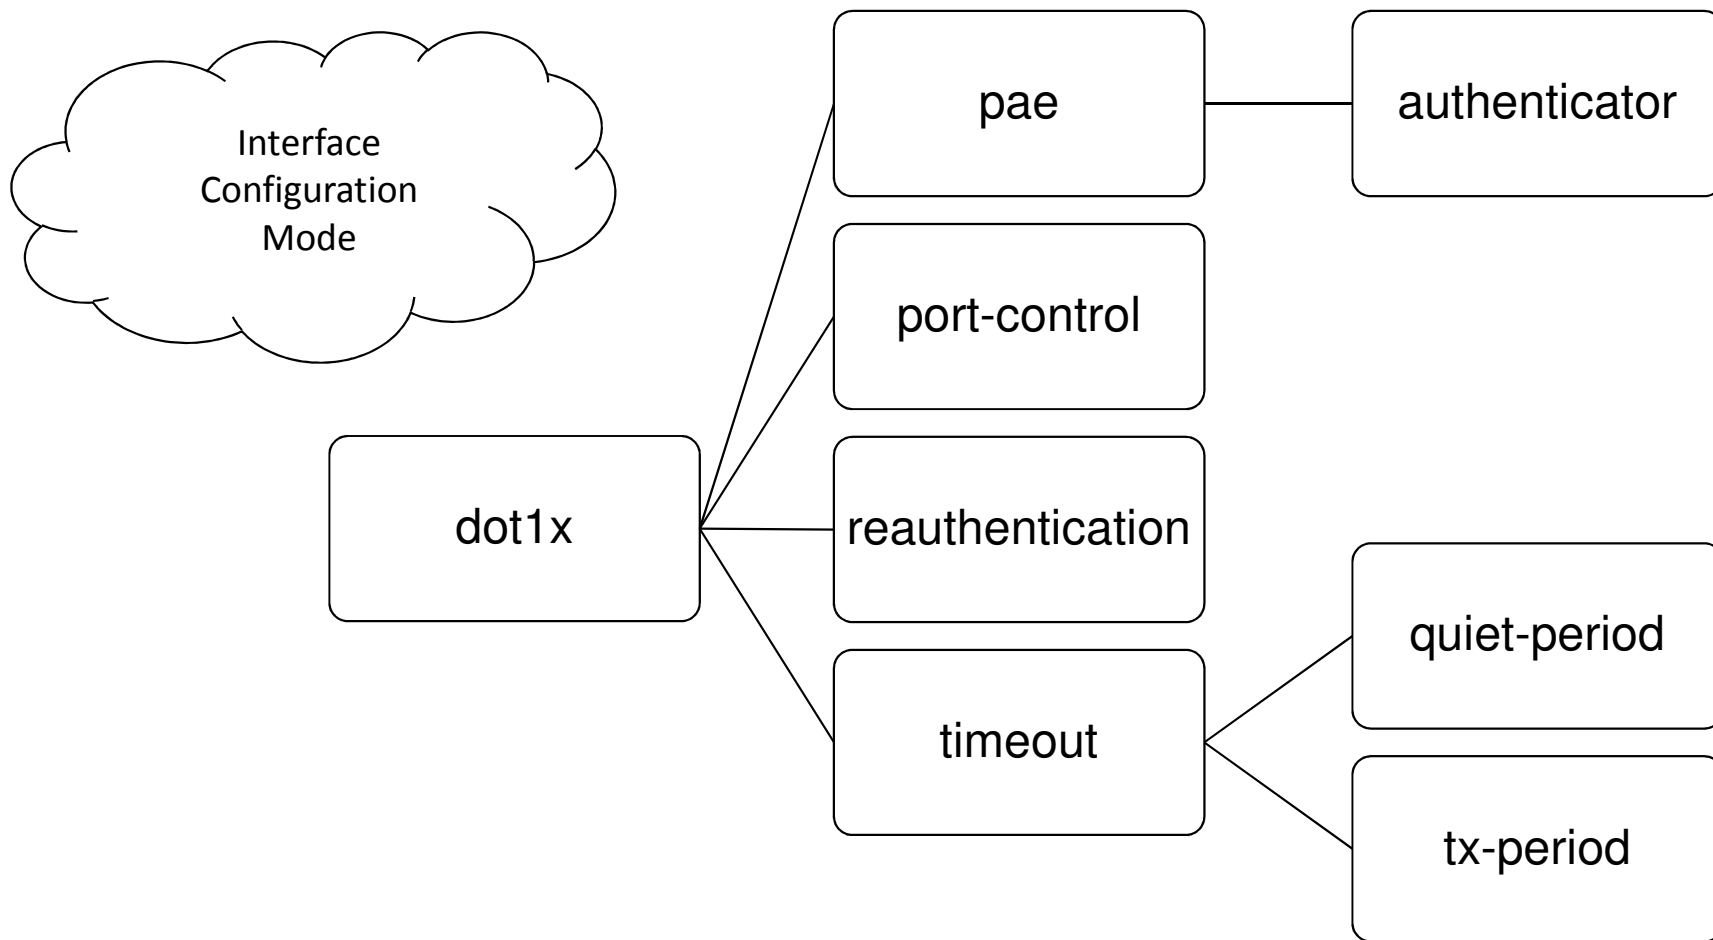 Interface
Configuration
Mode
pae
authenticator
port-control
dot1x
reauthentication
quiet-period
timeout
tx-period